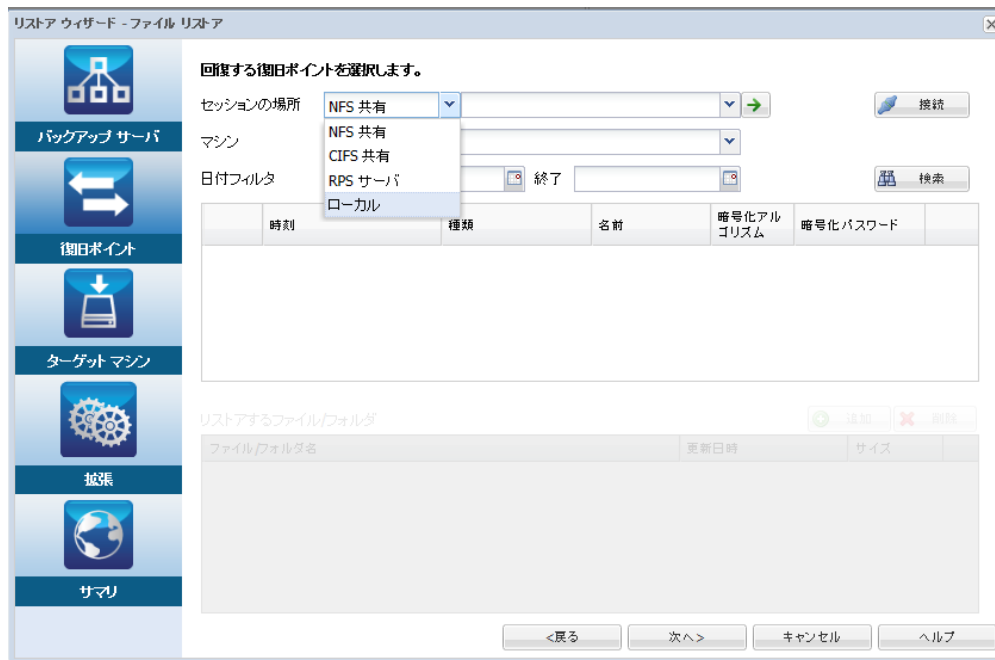 リストア ウィザード - ファイル リストア
バックアップ サーバ
復旧ポイント
ターゲット マシン
拡張
サマリ
回復する復旧ポイントを選択します。
セッションの場所
NFS 共有
接続
NFS 共有
CIFS 共有
RPS サーバ
ローカル
マシン
日付フィルタ
終了
検索
時刻
種類
名前
暗号化アル
ゴリズム
暗号化パスワード
リストアするファイル/フォルダ
追加
削除
ファイル/フォルダ名
更新日時
サイズ
<戻る
次へ>
キャンセル
ヘルプ